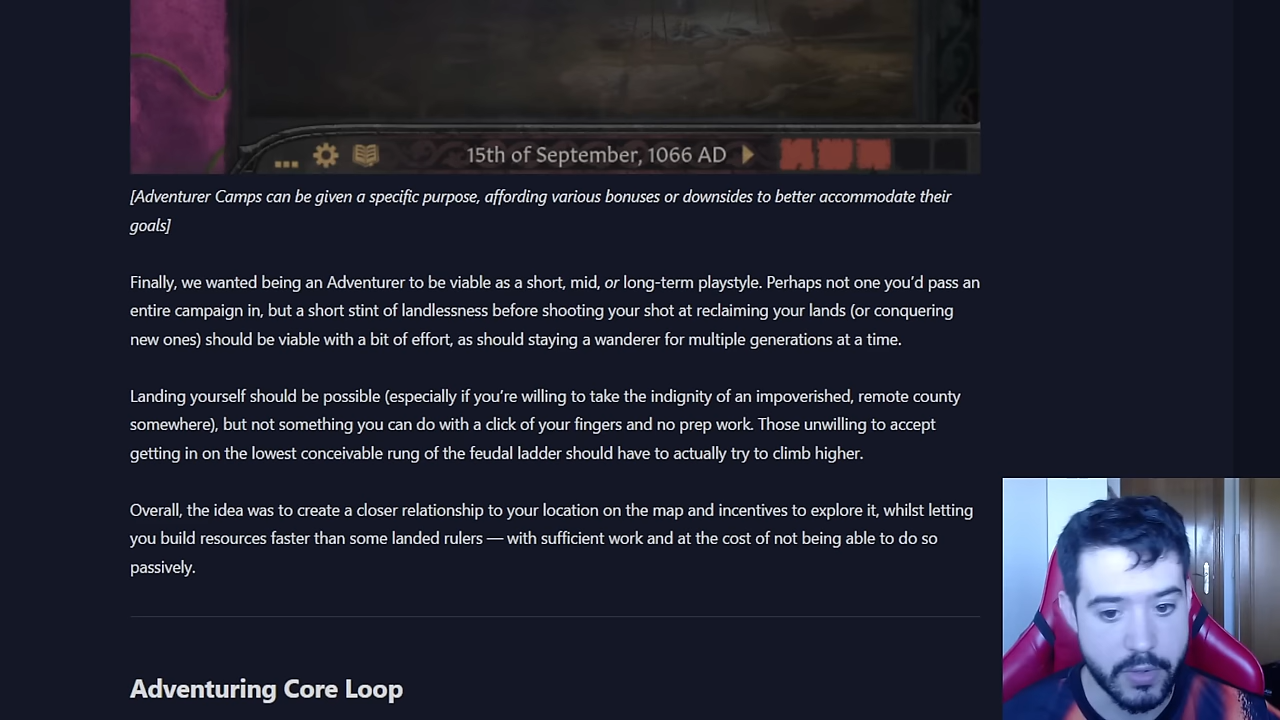 15th of September, 1066 AD
[Adventurer Camps can be given a specific purpose, affording various bonuses or downsides to better accommodate their
goals]
Finally, we wanted being an Adventurer to be viable as a short, mid, or long-term playstyle. Perhaps not one you’d pass an
entire campaign in, but a short stint of landlessness before shooting your shot at reclaiming your lands (or conquering
new ones) should be viable with a bit of effort, as should staying a wanderer for multiple generations at a time.
Landing yourself should be possible (especially if you’re willing to take the indignity of an impoverished, remote county
somewhere), but not something you can do with a click of your fingers and no prep work. Those unwilling to accept
getting in on the lowest conceivable rung of the feudal ladder should have to actually try to climb higher.
Overall, the idea was to create a closer relationship to your location on the map and incentives to explore it, whilst letting
you build resources faster than some landed rulers — with sufficient work and at the cost of not being able to do so
passively.
Adventuring Core Loop